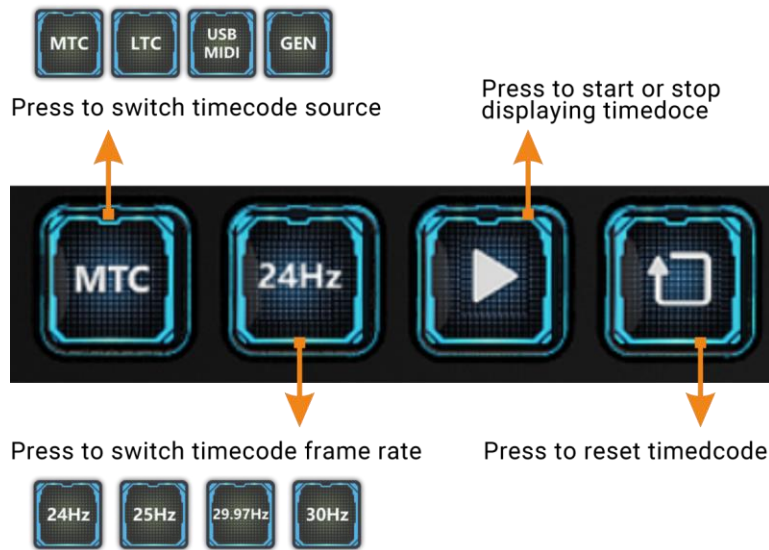 MTC LTC USB MIDI GEN
Press to switch timecode source
Press to start or stop
displaying timedoce
MTC 24Hz
Press to switch timecode frame rate
Press to reset timedcode
24Hz 25Hz 29.97Hz 30Hz